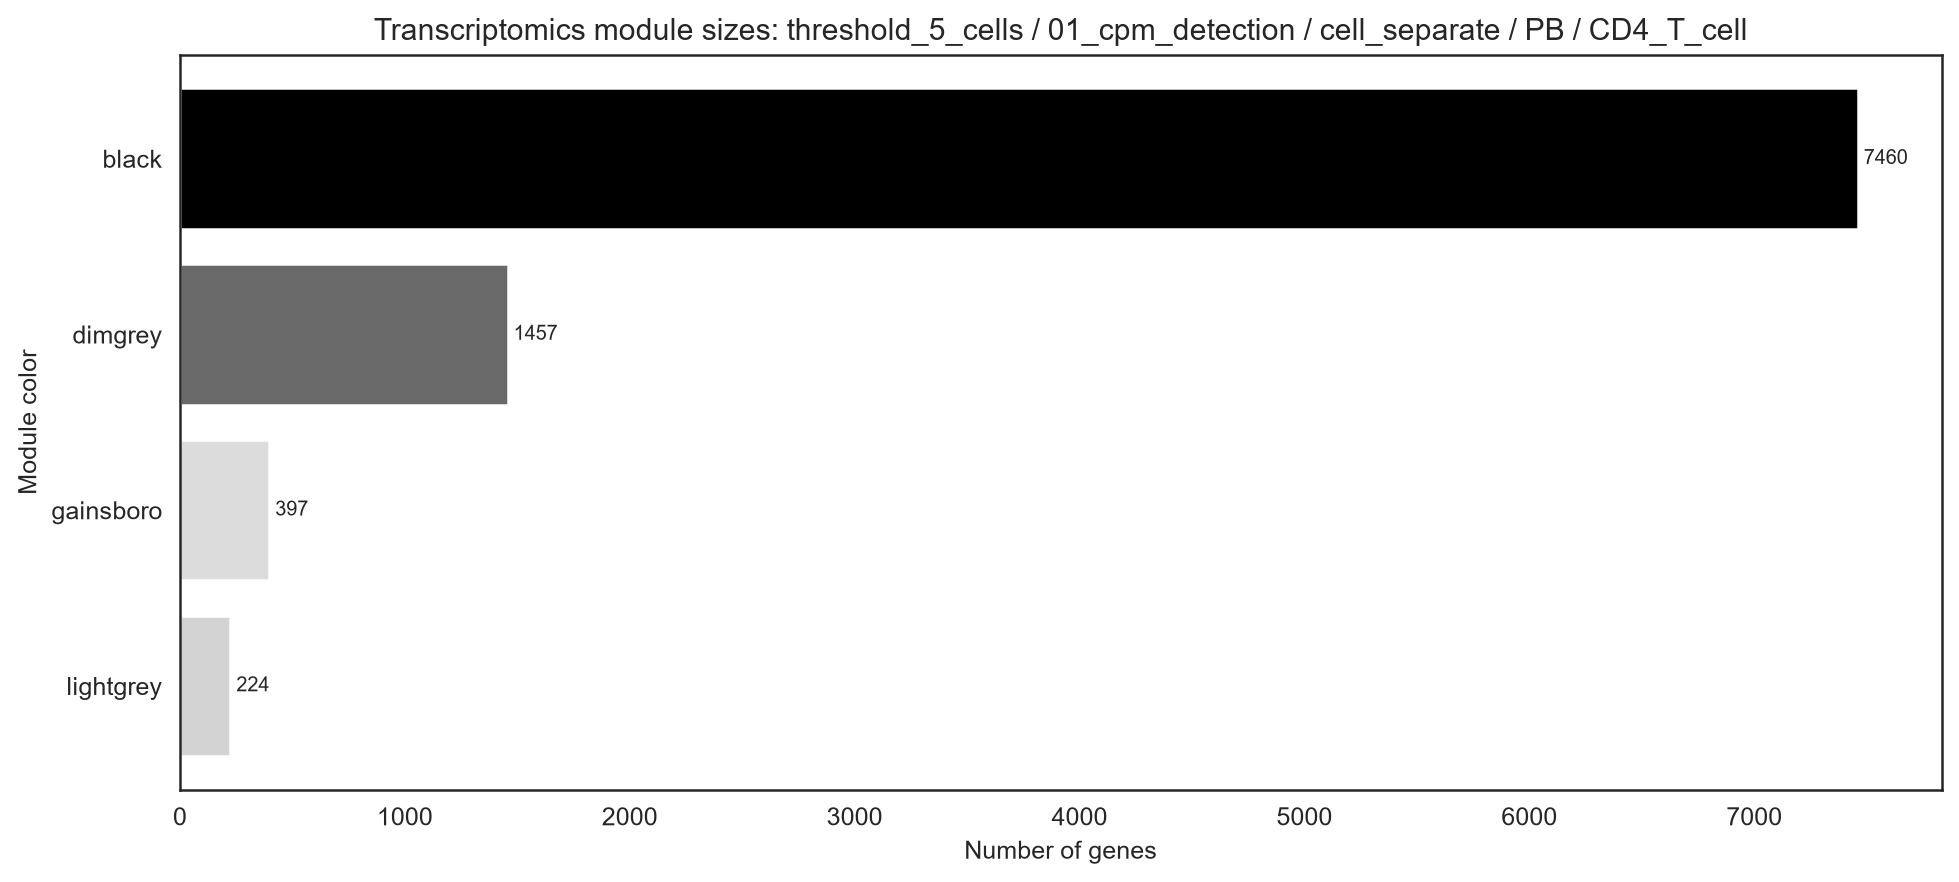 Transcriptomics module sizes: threshold_5_cells / 01_cpm_detection / cell_separate / PB / CD4_T_cell
Module color
black
7460
dimgrey
1457
gainsboro
397
lightgrey
224
0 1000 2000 3000 4000 5000 6000 7000
Number of genes